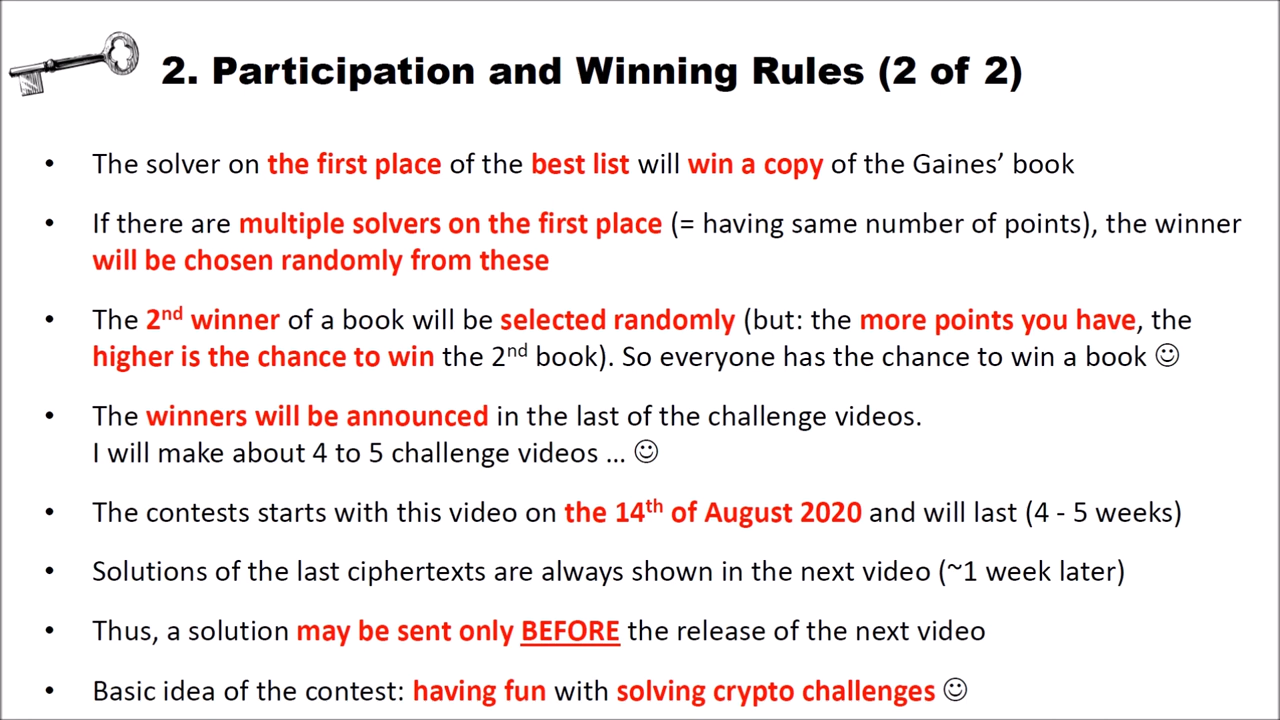 2. Participation and Winning Rules (2 of 2)
• The solver on the first place of the best list will win a copy of the Gaines’ book
• If there are multiple solvers on the first place (= having same number of points), the winner
will be chosen randomly from these
• The 2nd winner of a book will be selected randomly (but: the more points you have, the
higher is the chance to win the 2nd book). So everyone has the chance to win a book ☺
• The winners will be announced in the last of the challenge videos.
I will make about 4 to 5 challenge videos ... ☺
• The contests starts with this video on the 14th of August 2020 and will last (4 - 5 weeks)
• Solutions of the last ciphertexts are always shown in the next video (~1 week later)
• Thus, a solution may be sent only BEFORE the release of the next video
• Basic idea of the contest: having fun with solving crypto challenges ☺